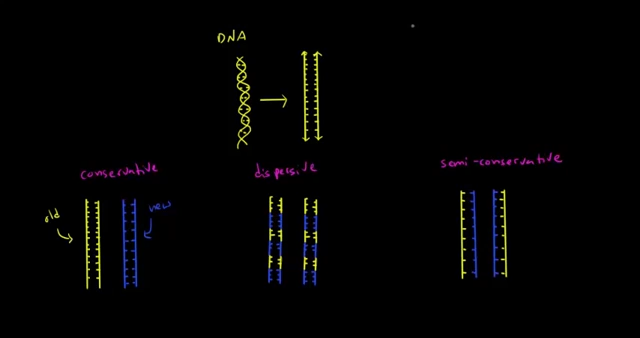 DNA
conservative
dispersive
semi-conservative
old
new